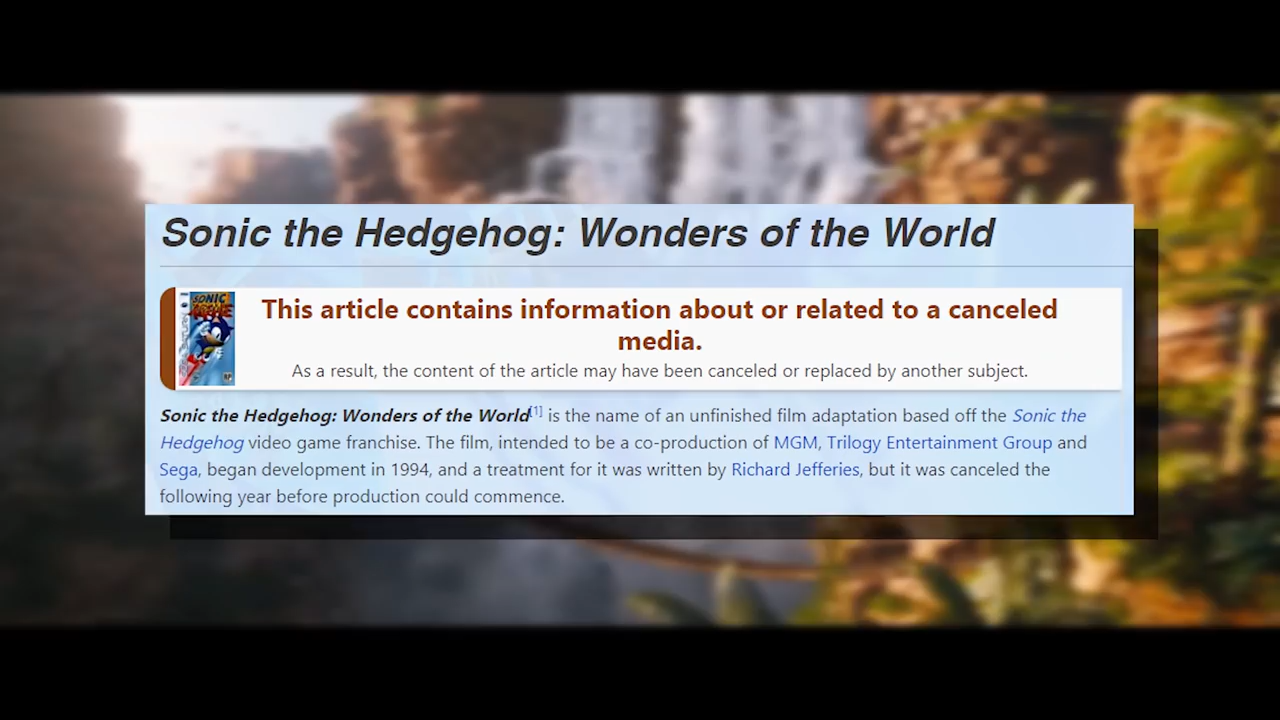 Sonic the Hedgehog: Wonders of the World
This article contains information about or related to a canceled
media.
As a result, the content of the article may have been canceled or replaced by another subject.
Sonic the Hedgehog: Wonders of the World[1] is the name of an unfinished film adaptation based off the Sonic the
Hedgehog video game franchise. The film, intended to be a co-production of MGM, Trilogy Entertainment Group and
Sega, began development in 1994, and a treatment for it was written by Richard Jefferies, but it was canceled the
following year before production could commence.
SONIC